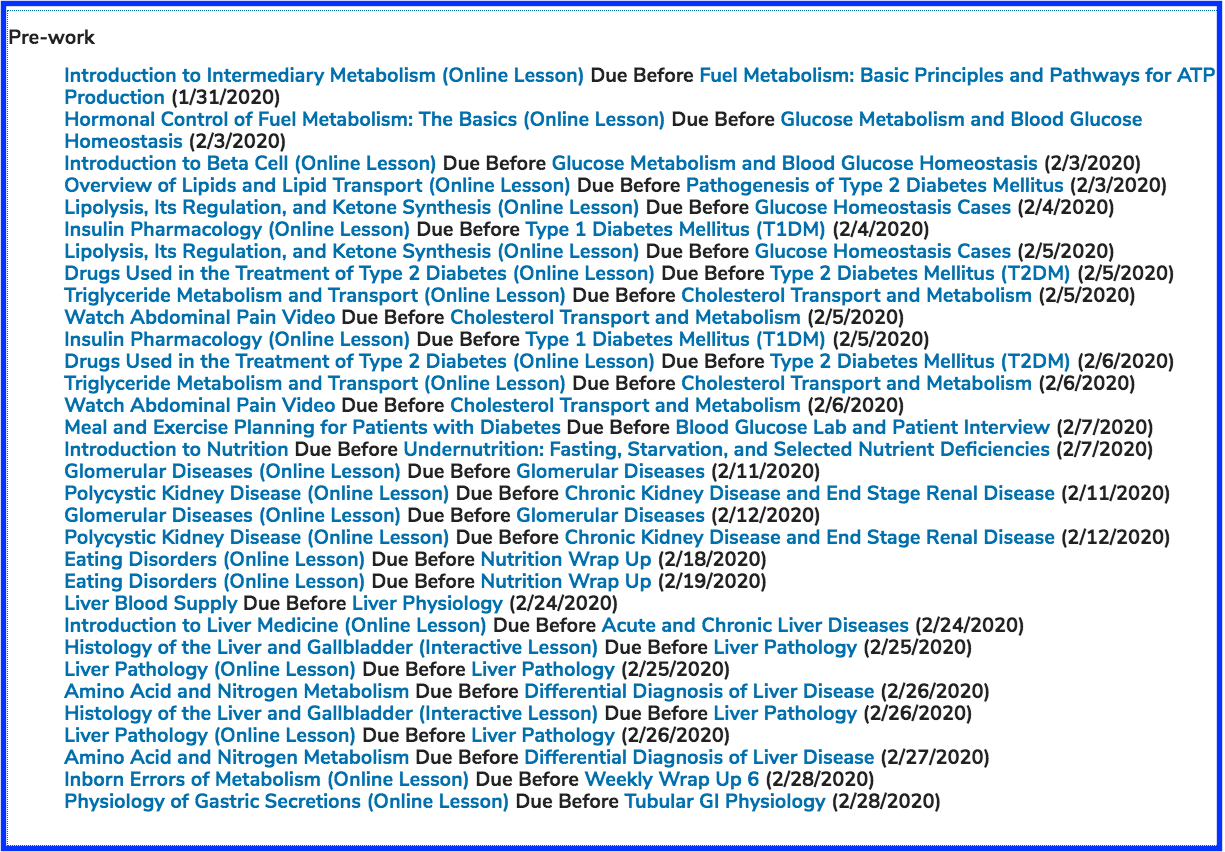 Pre-work
Introduction to Intermediary Metabolism (Online Lesson) Due Before Fuel Metabolism: Basic Principles and Pathways for ATP
Production (1/31/2020)
Hormonal Control of Fuel Metabolism: The Basics (Online Lesson) Due Before Glucose Metabolism and Blood Glucose
Homeostasis (2/3/2020)
Introduction to Beta Cell (Online Lesson) Due Before Glucose Metabolism and Blood Glucose Homeostasis (2/3/2020)
Overview of Lipids and Lipid Transport (Online Lesson) Due Before Pathogenesis of Type 2 Diabetes Mellitus (2/3/2020)
Lipolysis, Its Regulation, and Ketone Synthesis (Online Lesson) Due Before Glucose Homeostasis Cases (2/4/2020)
Insulin Pharmacology (Online Lesson) Due Before Type 1 Diabetes Mellitus (T1DM) (2/4/2020)
Lipolysis, Its Regulation, and Ketone Synthesis (Online Lesson) Due Before Glucose Homeostasis Cases (2/5/2020)
Drugs Used in the Treatment of Type 2 Diabetes (Online Lesson) Due Before Type 2 Diabetes Mellitus (T2DM) (2/5/2020)
Triglyceride Metabolism and Transport (Online Lesson) Due Before Cholesterol Transport and Metabolism (2/5/2020)
Watch Abdominal Pain Video Due Before Cholesterol Transport and Metabolism (2/5/2020)
Insulin Pharmacology (Online Lesson) Due Before Type 1 Diabetes Mellitus (T1DM) (2/5/2020)
Drugs Used in the Treatment of Type 2 Diabetes (Online Lesson) Due Before Type 2 Diabetes Mellitus (T2DM) (2/6/2020)
Triglyceride Metabolism and Transport (Online Lesson) Due Before Cholesterol Transport and Metabolism (2/6/2020)
Watch Abdominal Pain Video Due Before Cholesterol Transport and Metabolism (2/6/2020)
Meal and Exercise Planning for Patients with Diabetes Due Before Blood Glucose Lab and Patient Interview (2/7/2020)
Introduction to Nutrition Due Before Undernutrition: Fasting, Starvation, and Selected Nutrient Deficiencies (2/7/2020)
Glomerular Diseases (Online Lesson) Due Before Glomerular Diseases (2/11/2020)
Polycystic Kidney Disease (Online Lesson) Due Before Chronic Kidney Disease and End Stage Renal Disease (2/11/2020)
Glomerular Diseases (Online Lesson) Due Before Glomerular Diseases (2/12/2020)
Polycystic Kidney Disease (Online Lesson) Due Before Chronic Kidney Disease and End Stage Renal Disease (2/12/2020)
Eating Disorders (Online Lesson) Due Before Nutrition Wrap Up (2/18/2020)
Eating Disorders (Online Lesson) Due Before Nutrition Wrap Up (2/19/2020)
Liver Blood Supply Due Before Liver Physiology (2/24/2020)
Introduction to Liver Medicine (Online Lesson) Due Before Acute and Chronic Liver Diseases (2/24/2020)
Histology of the Liver and Gallbladder (Interactive Lesson) Due Before Liver Pathology (2/25/2020)
Liver Pathology (Online Lesson) Due Before Liver Pathology (2/25/2020)
Amino Acid and Nitrogen Metabolism Due Before Differential Diagnosis of Liver Disease (2/26/2020)
Histology of the Liver and Gallbladder (Interactive Lesson) Due Before Liver Pathology (2/26/2020)
Liver Pathology (Online Lesson) Due Before Liver Pathology (2/26/2020)
Amino Acid and Nitrogen Metabolism Due Before Differential Diagnosis of Liver Disease (2/27/2020)
Inborn Errors of Metabolism (Online Lesson) Due Before Weekly Wrap Up 6 (2/28/2020)
Physiology of Gastric Secretions (Online Lesson) Due Before Tubular GI Physiology (2/28/2020)